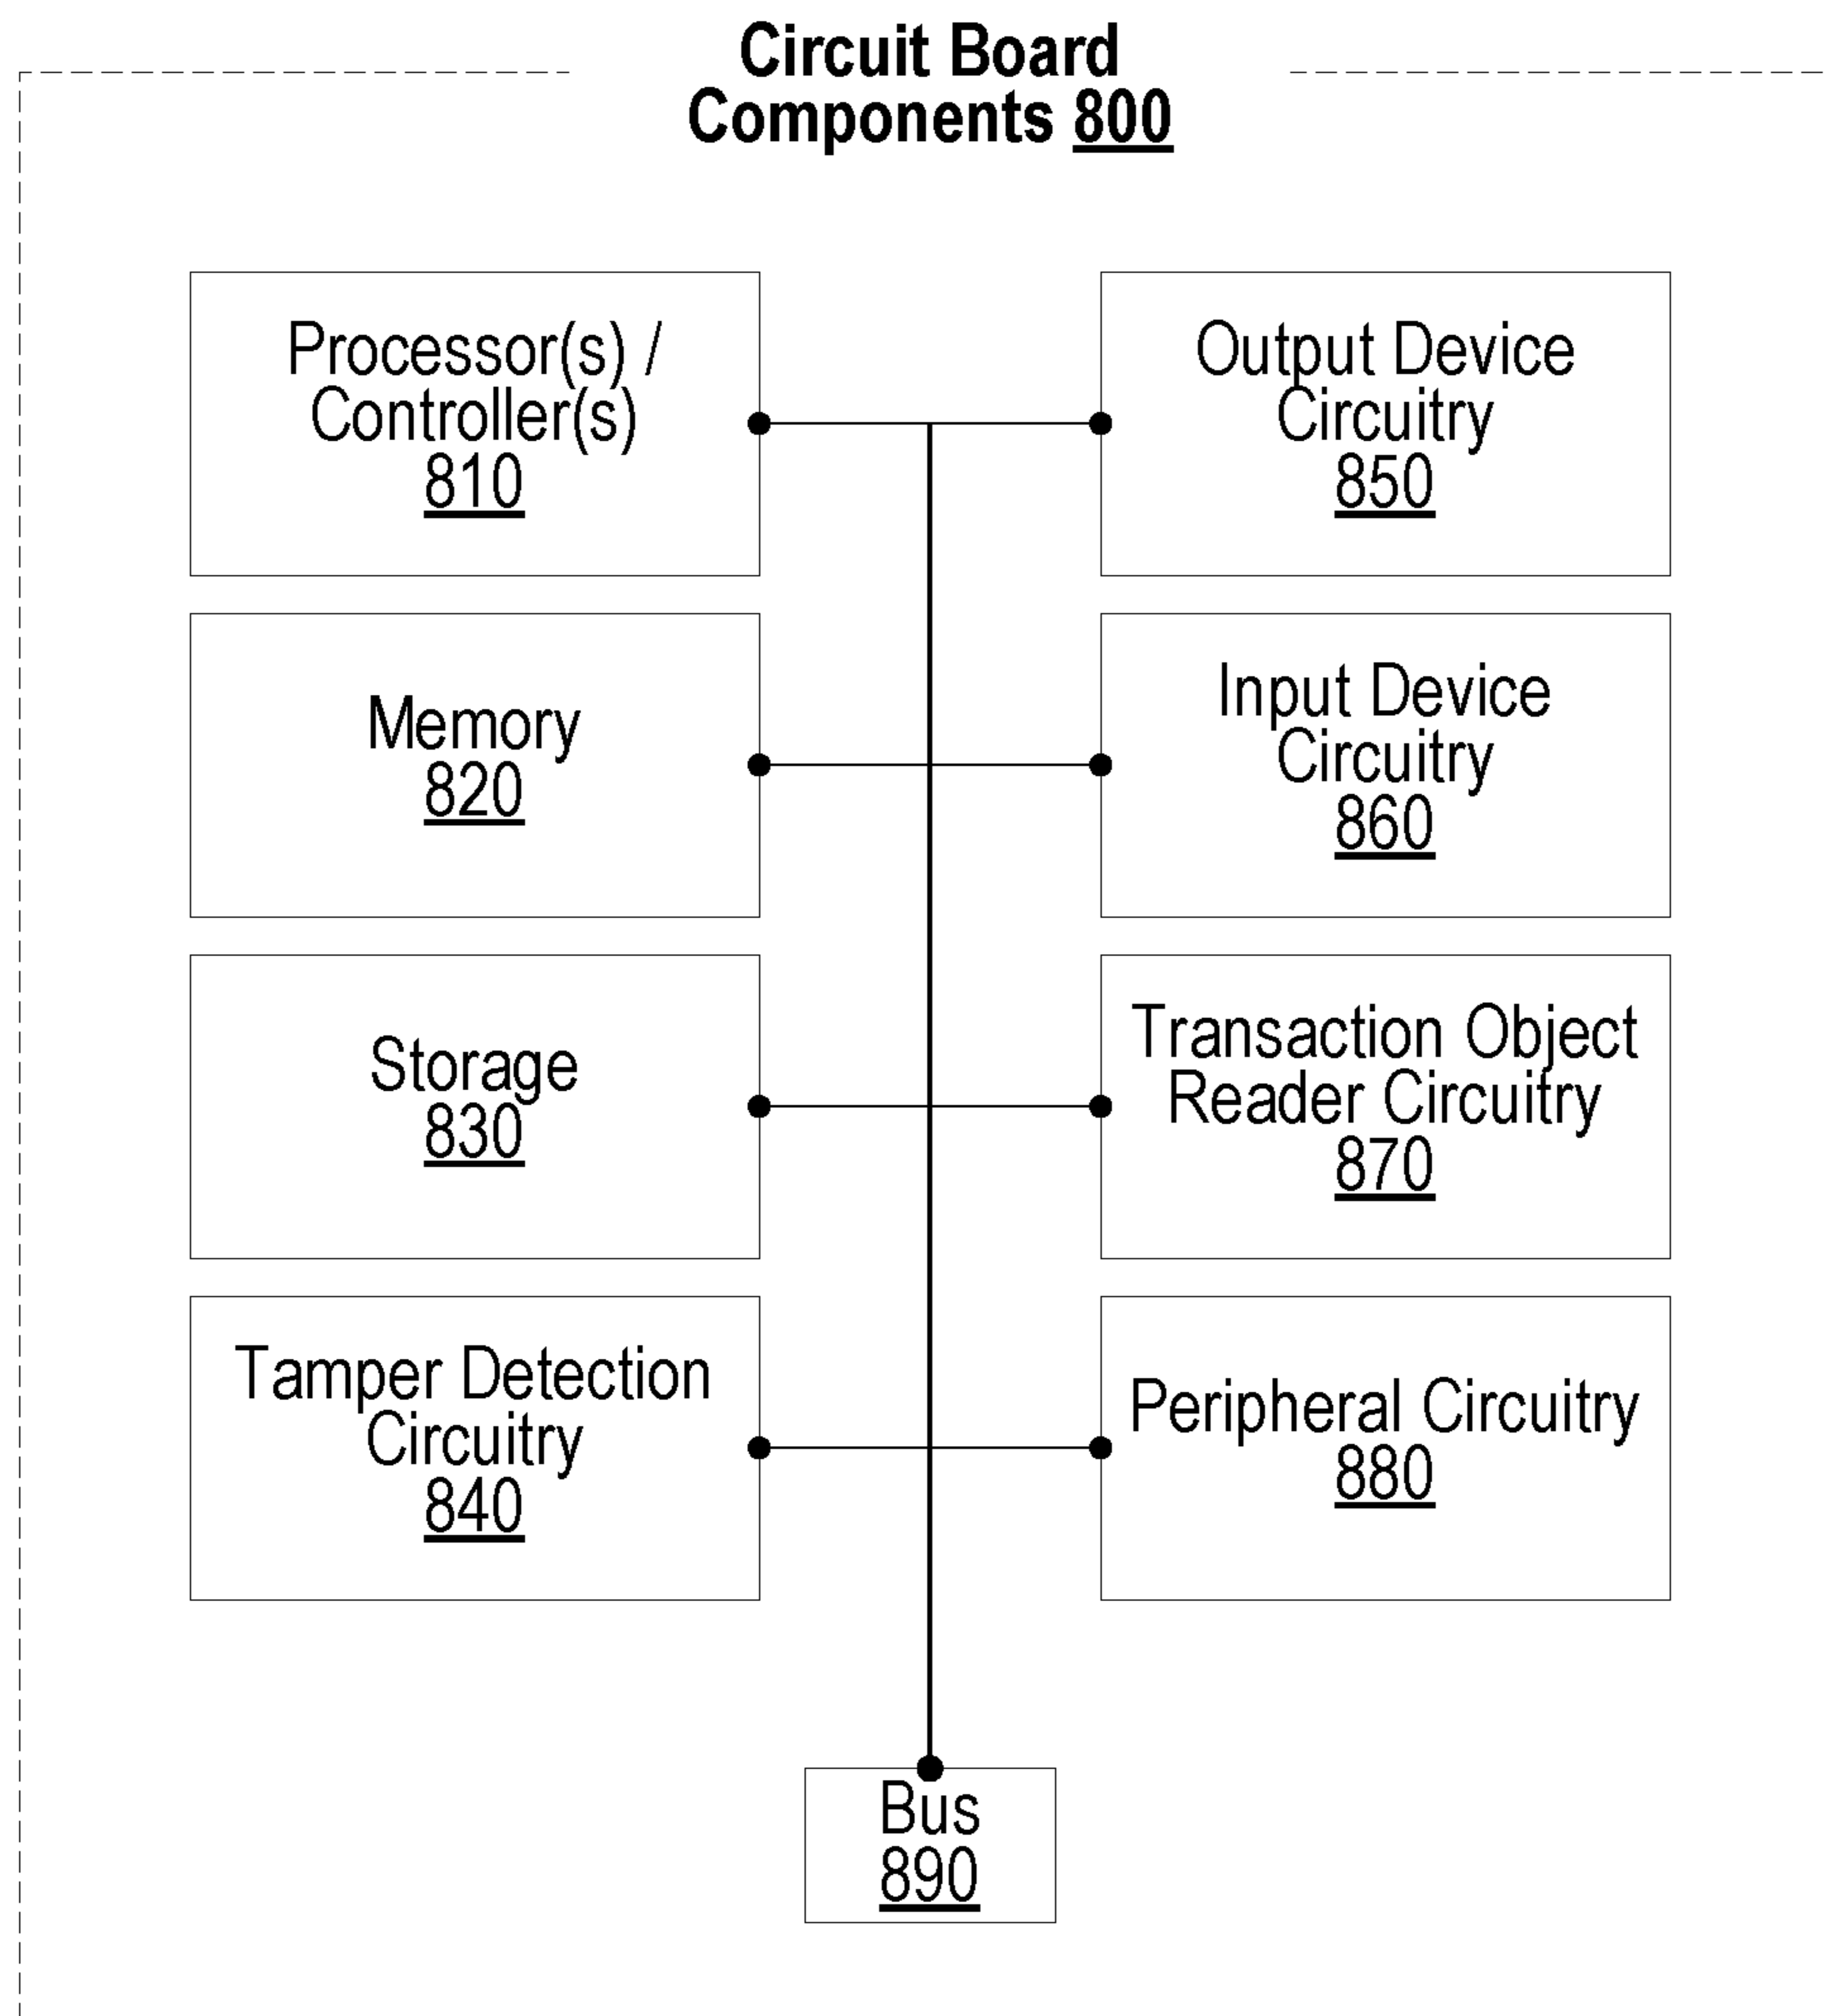 Circuit Board
Components 800
Processor(s) /
Controller(s)
810
Output Device
Circuitry
850
Memory
820
Input Device
Circuitry
860
Storage
830
Transaction Object
Reader Circuitry
870
Tamper Detection
Circuitry
840
Peripheral Circuitry
880
Bus
890